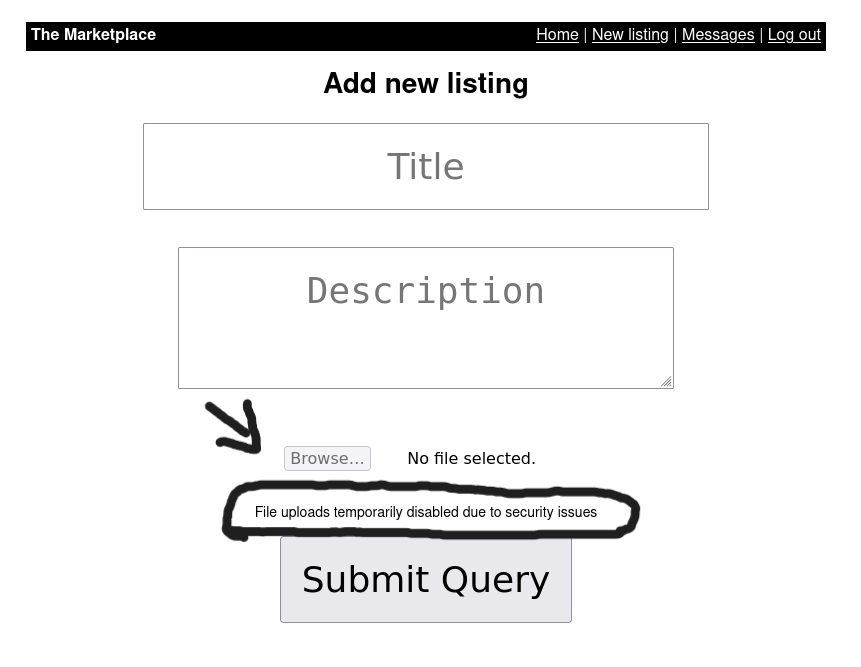 The Marketplace Home | New listing | Messages | Log out
Add new listing
Title
Description
Browse... No file selected.
File uploads temporarily disabled due to security issues
Submit Query